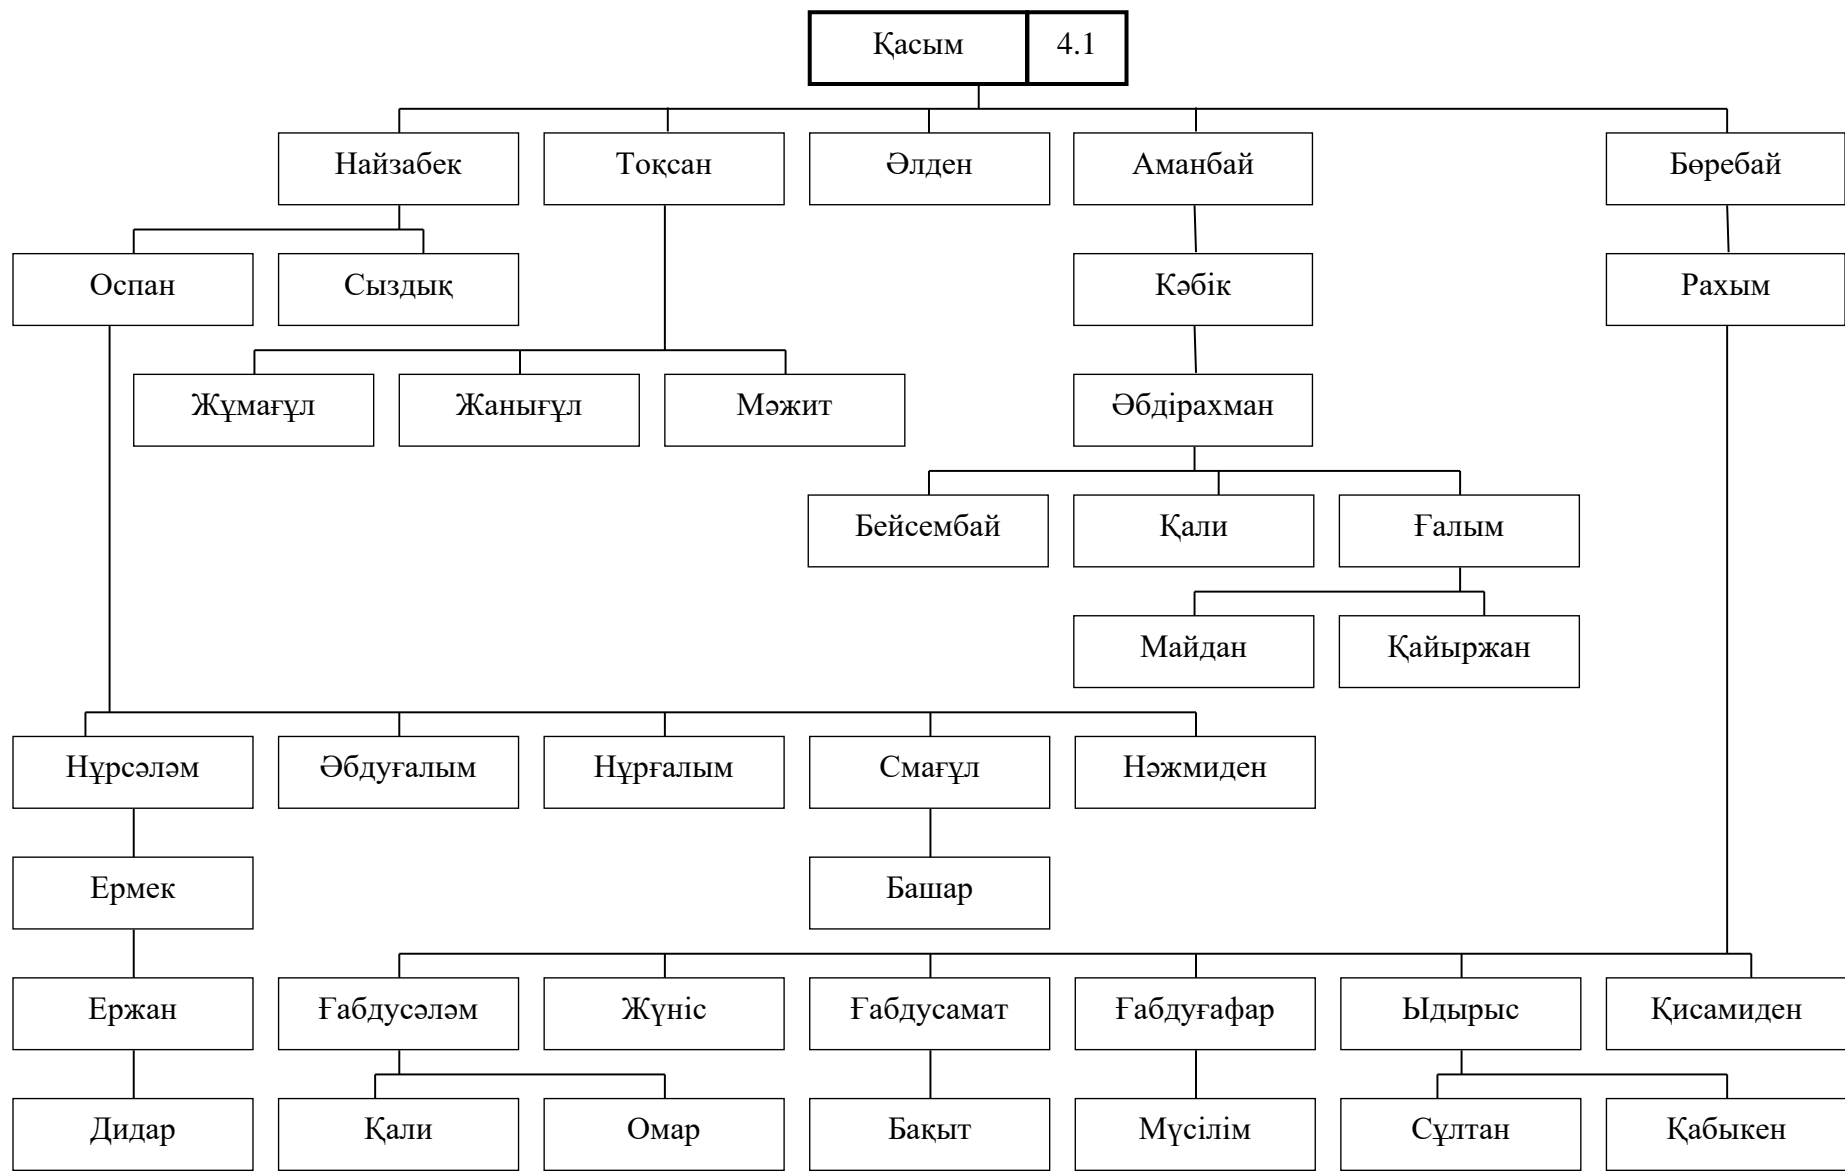 Қасым 4.1
Найзабек Тоқсан Әлден Аманбай Бөребай
Оспан Сыздық Кәбік Рахым
Жұмағұл Жанығұл Мәжит Әбдірахман
Бейсембай Қали Ғалым
Майдан Қайыржан
Нұрсәләм Әбдуғалым Нұрғалым Смағұл Нәжмиден
Ермек Башар
Ержан Ғабдусәләм Жүніс Ғабдусамат Ғабдуғафар Ыдырыс Қисамиден
Дидар Қали Омар Бақыт Мүсілім Сұлтан Қабыкен